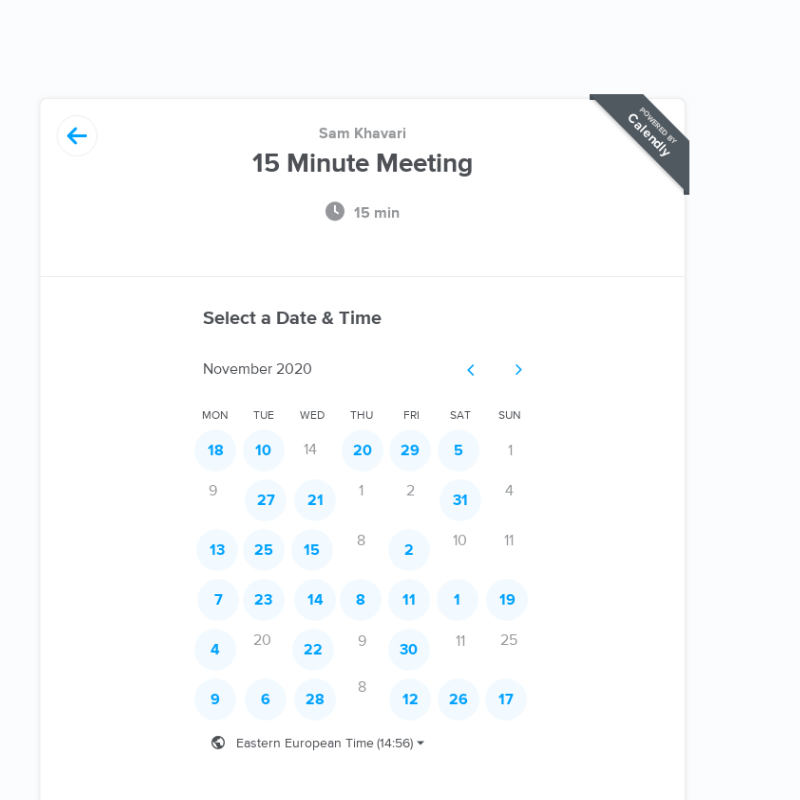 POWERED BY
Calendly
Sam Khavari
15 Minute Meeting
15 min
Select a Date & Time
November 2020
MON TUE WED THU FRI SAT SUN
18 10 14 20 29 5 1
9 27 21 1 2 31 4
13 25 15 8 2 10 11
7 23 14 8 11 1 19
4 20 22 9 30 11 25
9 6 28 8 12 26 17
Eastern European Time (14:56)